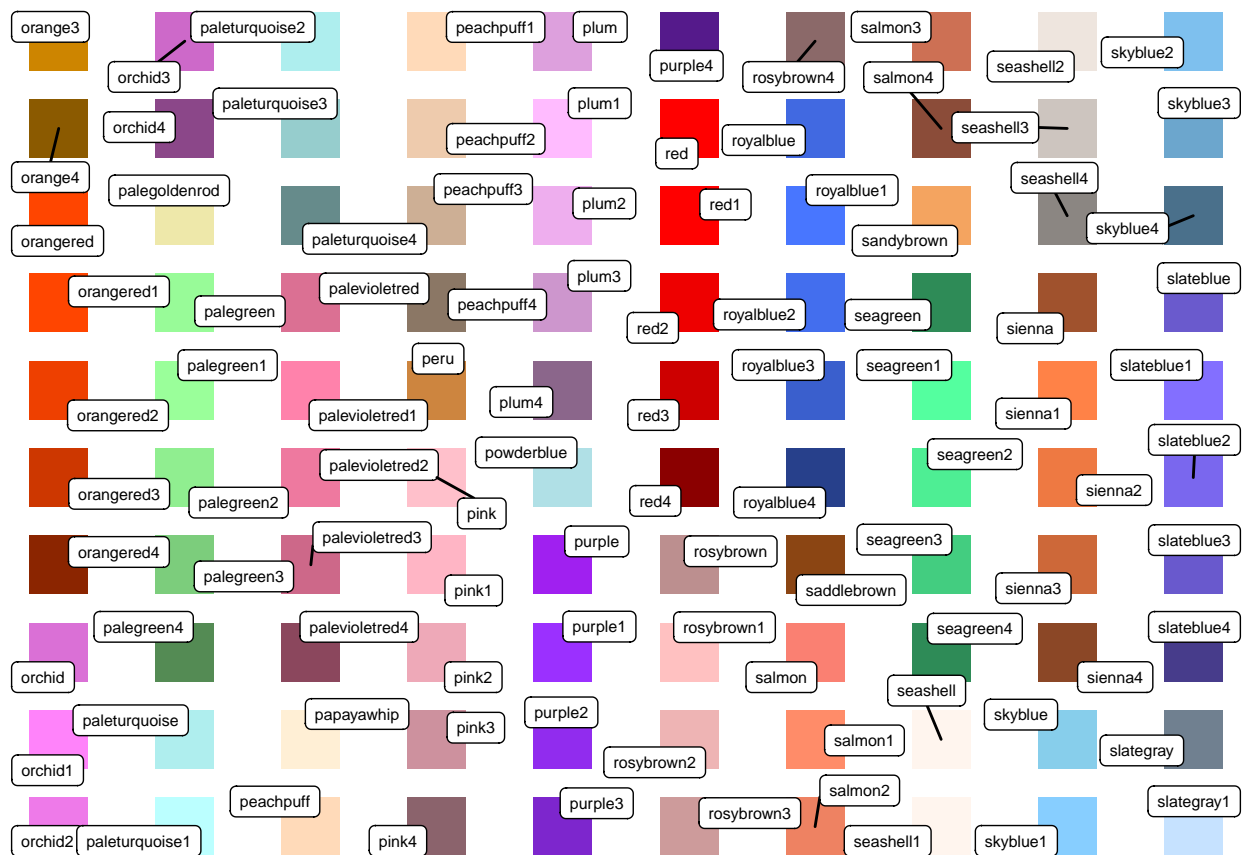 orange3
orchid3
paleturquoise2
peachpuff1
plum
purple4
rosybrown4
salmon3
seashell2
skyblue2
orange4
orchid4
paleturquoise3
peachpuff2
plum1
red
royalblue
salmon4
seashell3
skyblue3
orangered
palegoldenrod
paleturquoise4
peachpuff3
plum2
red1
royalblue1
sandybrown
seashell4
skyblue4
orangered1
palegreen
palevioletred
peachpuff4
plum3
red2
royalblue2
seagreen
sienna
slateblue
orangered2
palegreen1
palevioletred1
peru
plum4
red3
royalblue3
seagreen1
sienna1
slateblue1
orangered3
palegreen2
palevioletred2
pink
powderblue
red4
royalblue4
seagreen2
sienna2
slateblue2
orangered4
palegreen3
palevioletred3
pink1
purple
rosybrown
saddlebrown
seagreen3
sienna3
slateblue3
orchid
palegreen4
palevioletred4
pink2
purple1
rosybrown1
salmon
seagreen4
sienna4
slateblue4
orchid1
paleturquoise
papayawhip
pink3
purple2
rosybrown2
salmon1
seashell
skyblue
slategray
orchid2
paleturquoise1
peachpuff
pink4
purple3
rosybrown3
salmon2
seashell1
skyblue1
slategray1